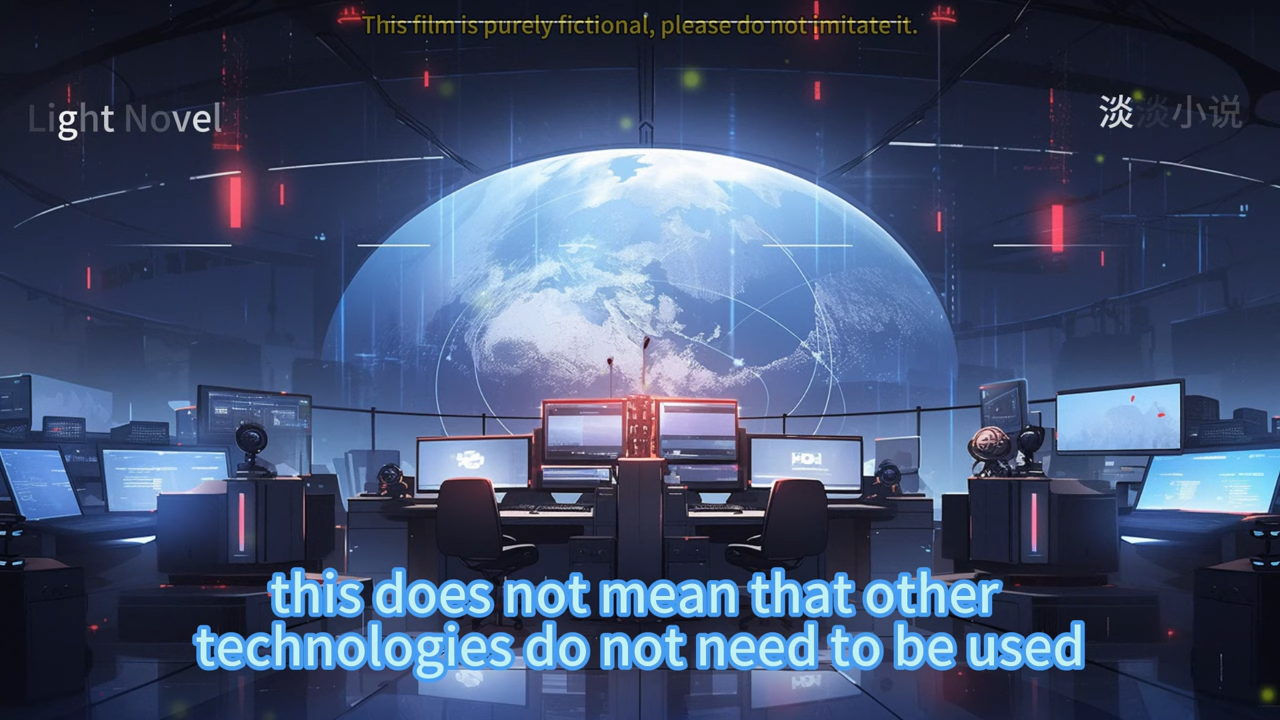 This film is purely fictional, please do not imitate it.
Light Novel
淡淡小说
this does not mean that other
technologies do not need to be used